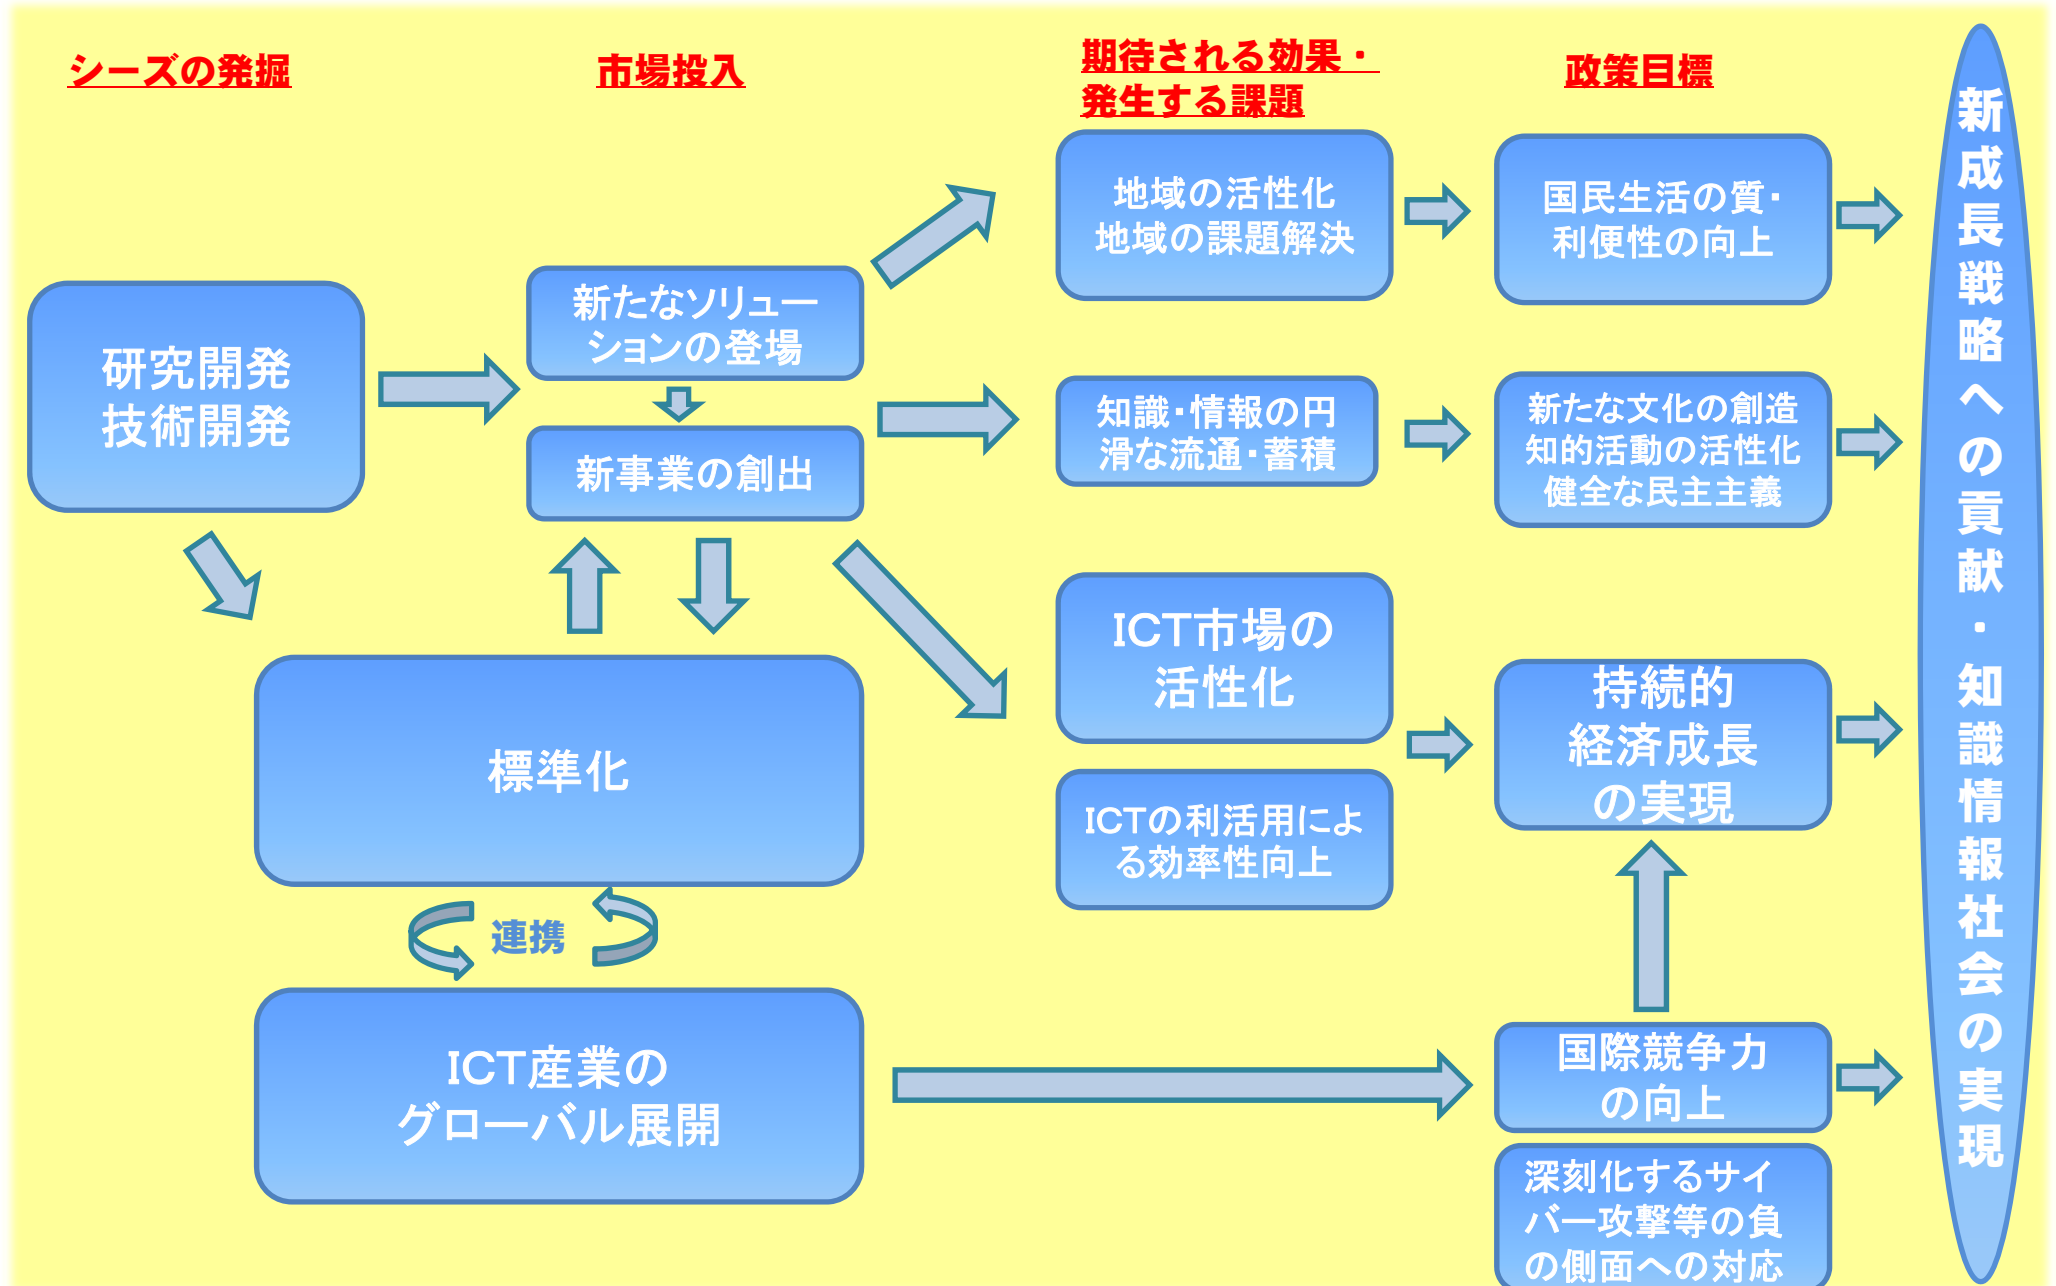 シーズの発掘
市場投入
期待される効果・
発生する課題
政策目標
研究開発
技術開発
新たなソリュー
ションの登場
新事業の創出
標準化
連携
ICT産業の
グローバル展開
地域の活性化
地域の課題解決
知識・情報の円
滑な流通・蓄積
ICT市場の
活性化
ICTの利活用によ
る効率性向上
国民生活の質・
利便性の向上
新たな文化の創造
知的活動の活性化
健全な民主主義
持続的
経済成長
の実現
国際競争力
の向上
深刻化するサイ
バー攻撃等の負
の側面への対応
新成長戦略への貢献・知識情報社会の実現